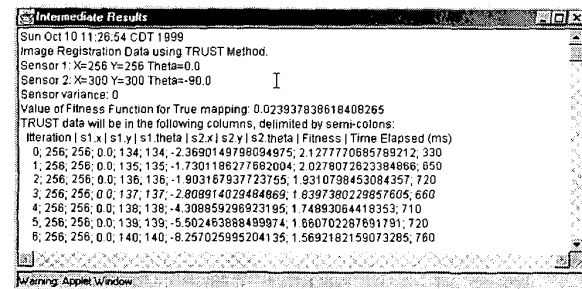 Intermediate Results
Sun Oct 10 11:26:54 CDT 1999
Image Registration Data using TRUST Method.
Sensor 1: X=256 Y=256 Theta=0.0
Sensor 2: X=300 Y=300 Theta=-90.0
Sensor variance: 0
Value of Fitness Function for True mapping: 0.023937838618408265
TRUST data will be in the following columns, delimited by semi-colons:
Itteration | s1.x | s1.y | s1.theta | s2.x | s2.y | s2.theta | Fitness | Time Elapsed (ms)
0; 256; 256; 0.0; 134; 134; -2.3690149798094975; 2.1277770685789212; 330
1; 256; 256; 0.0; 135; 135; -1.7301186277682004; 2.0278072623384866; 650
2; 256; 256; 0.0; 136; 136; -1.903167937723755; 1.9310798453084357; 720
3; 256; 256; 0.0; 137; 137; -2.808914029484869; 1.8397380229857605; 660
4; 256; 256; 0.0; 138; 138; -4.308859296923195; 1.74893064418353; 710
5; 256; 256; 0.0; 139; 139; -5.502463888499974; 1.660702287691791; 720
6; 256; 256; 0.0; 140; 140; -8.257025995204135; 1.5692182159073285; 760
Warning: Applet Window